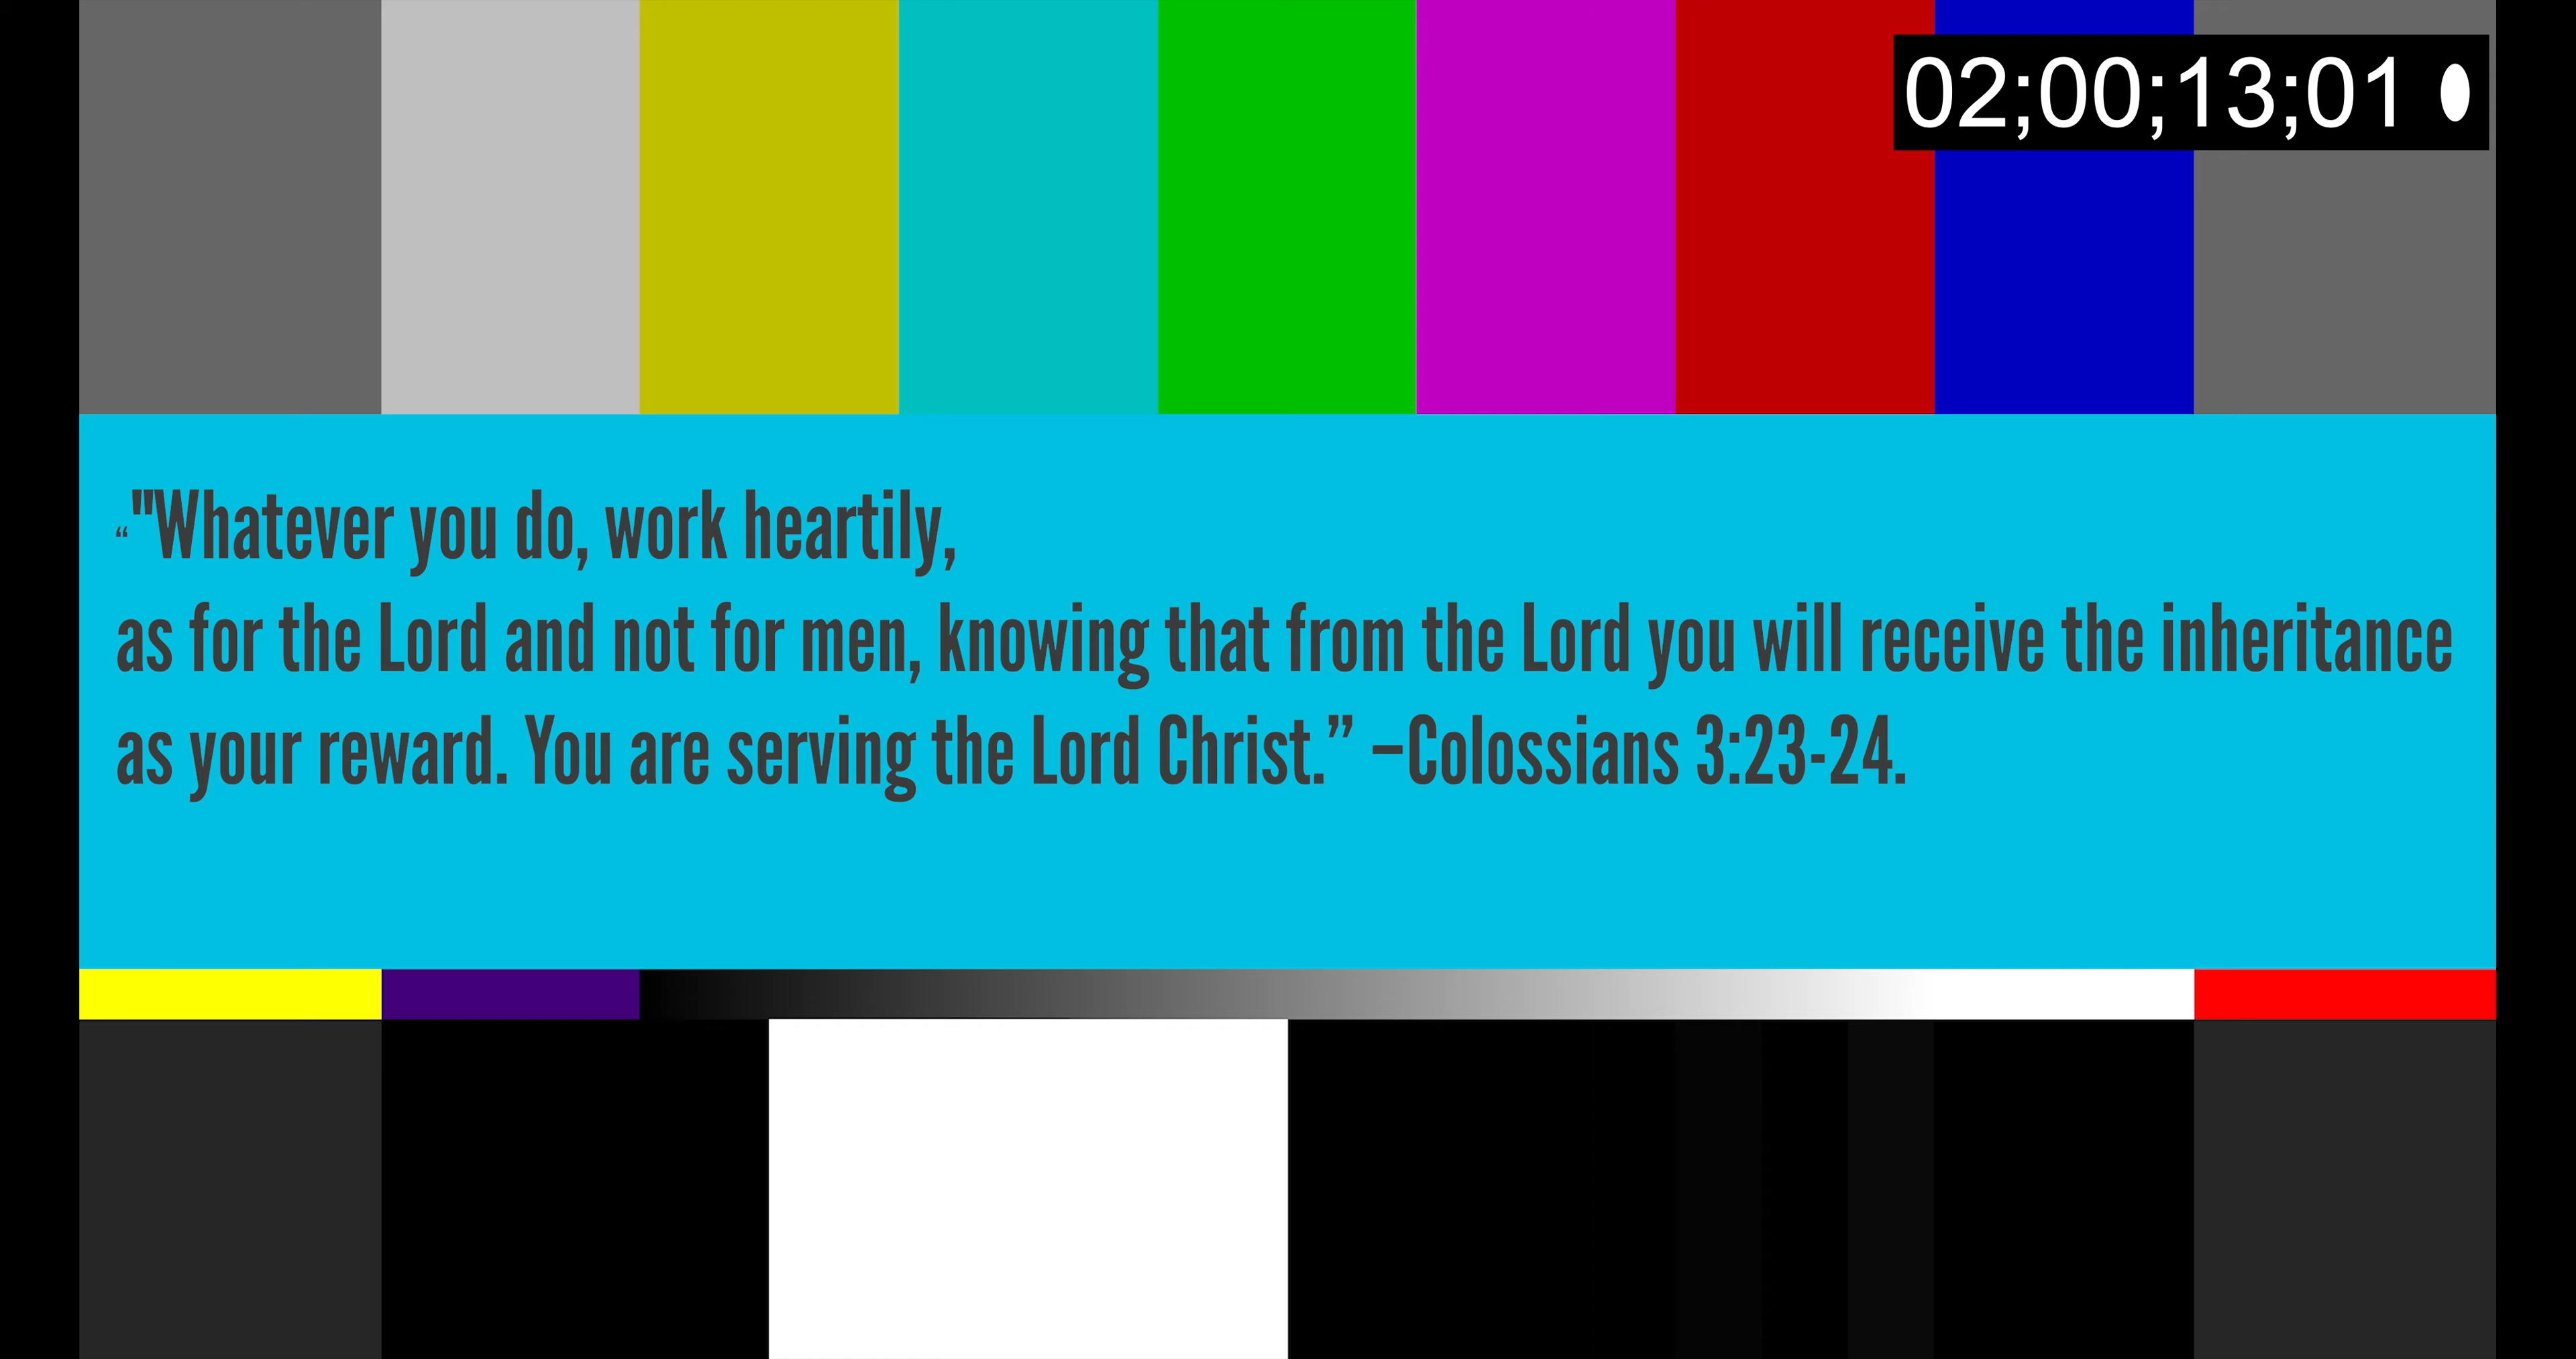 02;00;13;01
“"Whatever you do, work heartily,
as for the Lord and not for men, knowing that from the Lord you will receive the inheritance
as your reward. You are serving the Lord Christ.” –Colossians 3:23-24.